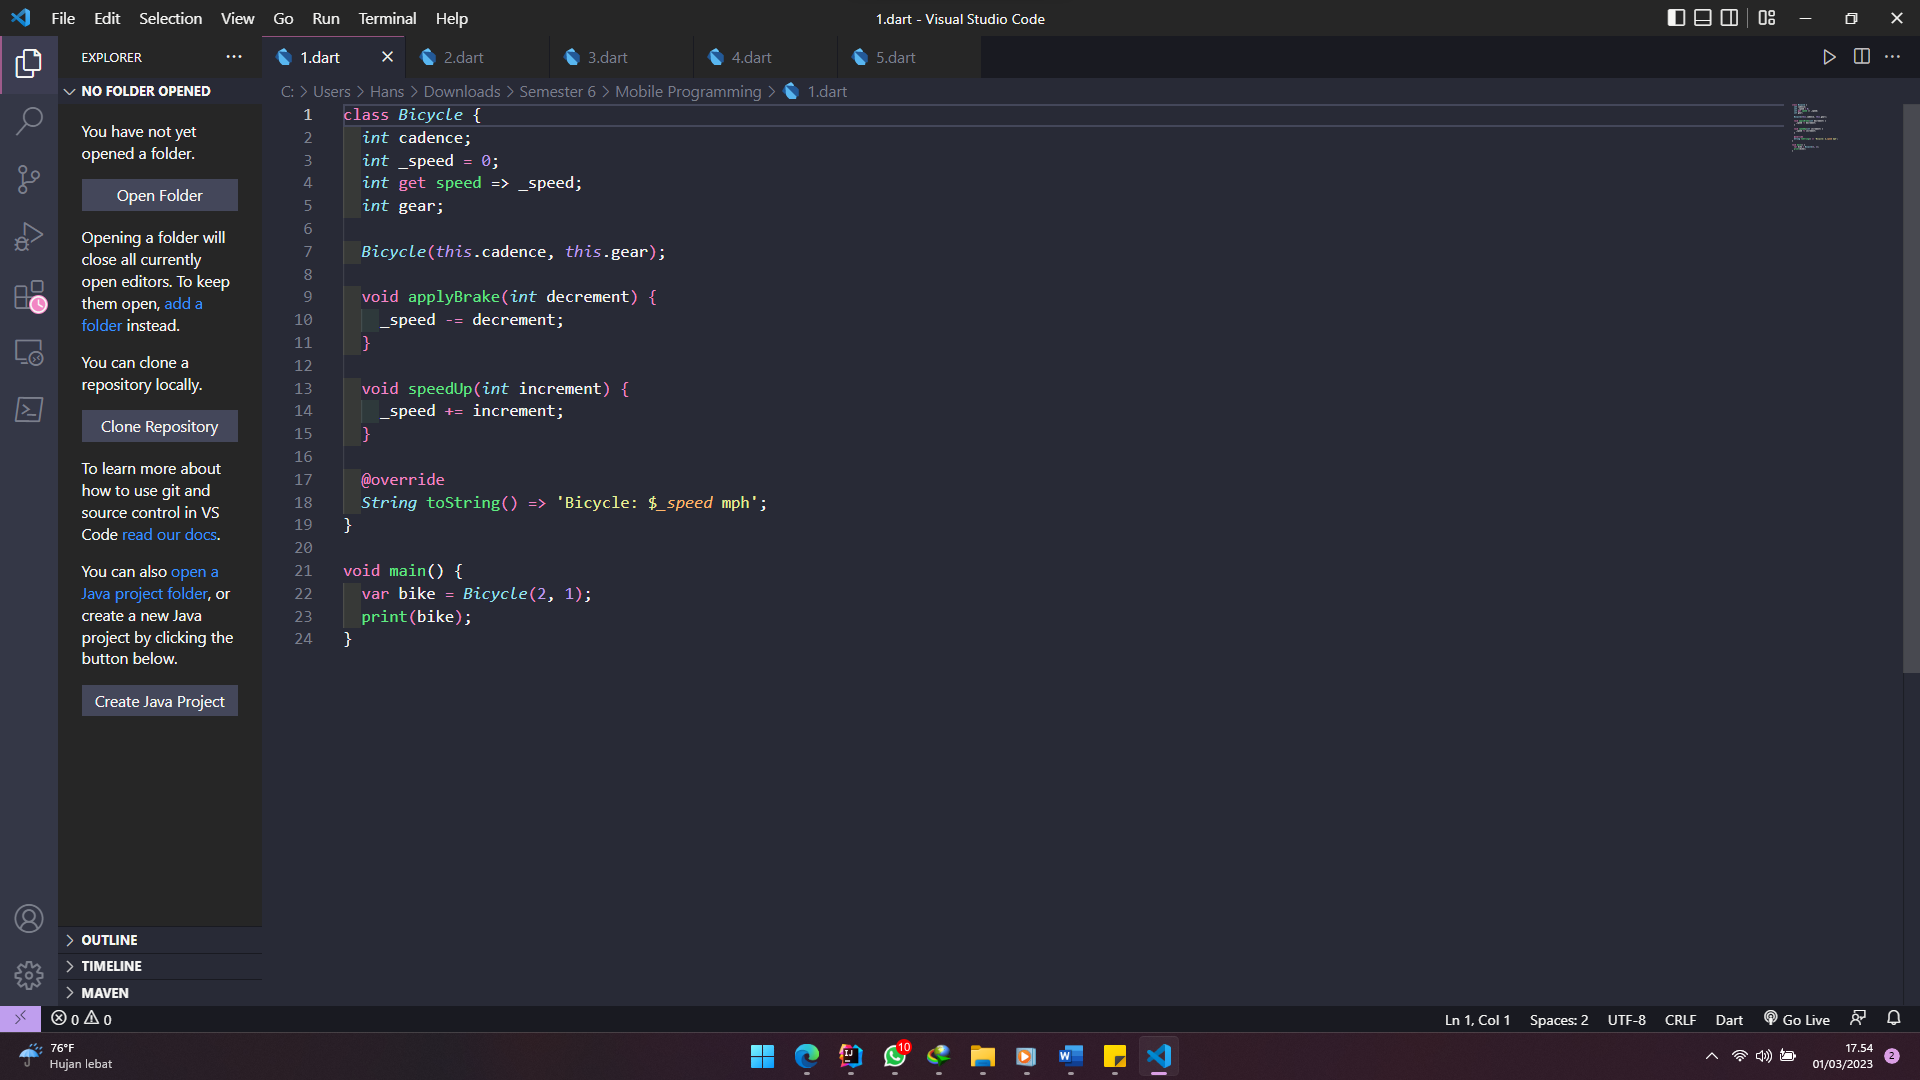 File Edit Selection View Go Run Terminal Help
1.dart - Visual Studio Code
EXPLORER
1.dart
2.dart
3.dart
4.dart
5.dart
NO FOLDER OPENED
C: > Users > Hans > Downloads > Semester 6 > Mobile Programming > 1.dart
You have not yet
opened a folder.
Open Folder
Opening a folder will
close all currently
open editors. To keep
them open, add a
folder instead.
You can clone a
repository locally.
Clone Repository
To learn more about
how to use git and
source control in VS
Code read our docs.
You can also open a
Java project folder, or
create a new Java
project by clicking the
button below.
Create Java Project
OUTLINE
TIMELINE
MAVEN
1 class Bicycle {
2   int cadence;
3   int _speed = 0;
4   int get speed => _speed;
5   int gear;
6
7   Bicycle(this.cadence, this.gear);
8
9   void applyBrake(int decrement) {
10     _speed -= decrement;
11   }
12
13   void speedUp(int increment) {
14     _speed += increment;
15   }
16
17   @override
18   String toString() => 'Bicycle: $_speed mph';
19 }
20
21 void main() {
22   var bike = Bicycle(2, 1);
23   print(bike);
24 }
0 0
Ln 1, Col 1 Spaces: 2 UTF-8 CRLF Dart Go Live
76°F
Hujan lebat
10
17.54
01/03/2023
2